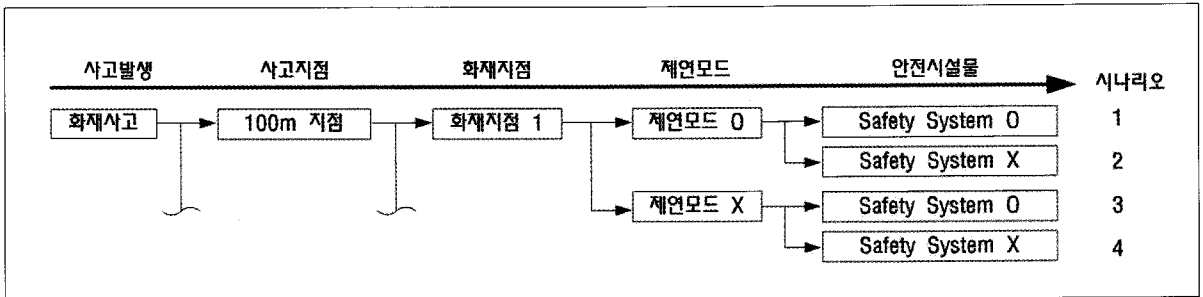 사고발생 사고지점 화재지점 제연모드 안전시설물 시나리오
화재사고 100m 지점 화재지점 1 제연모드 O Safety System O 1
Safety System X 2
제연모드 X Safety System O 3
Safety System X 4